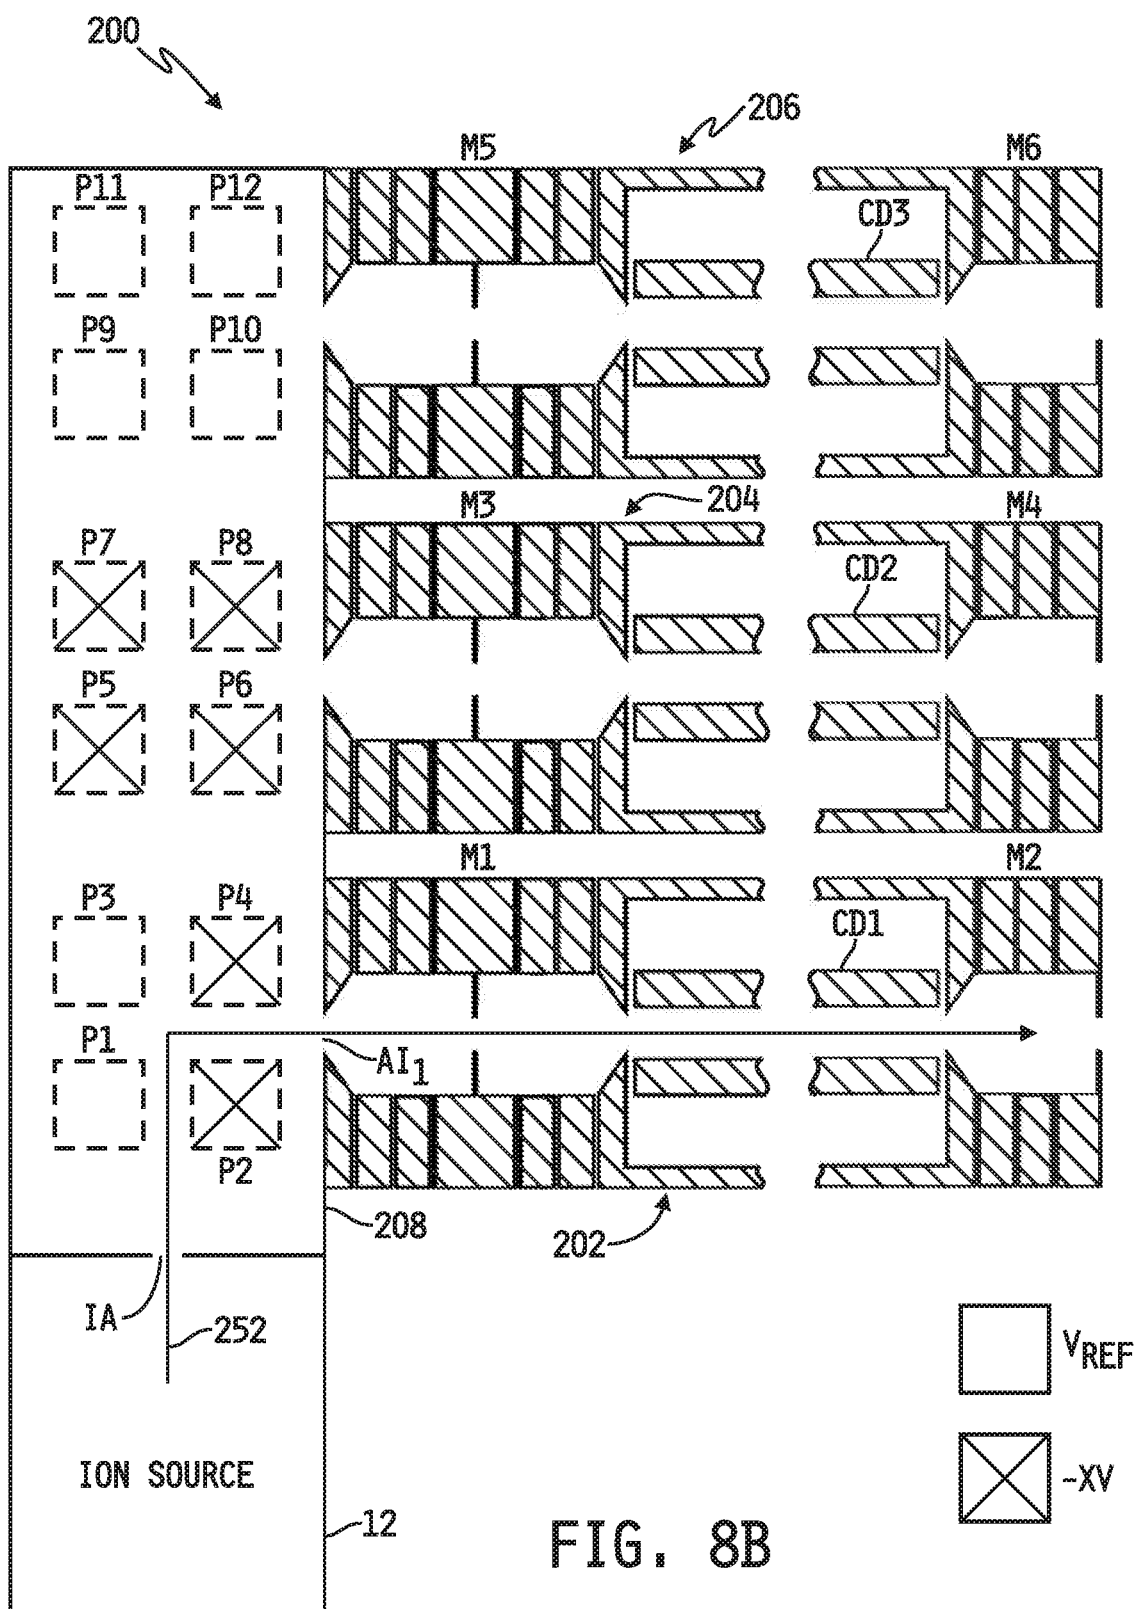 200
206
M5
M6
P11 P12
CD3
P9 P10
M3
204
M4
P7 P8
CD2
P5 P6
M1
M2
P3 P4
CD1
P1
AI1
P2
208
202
IA
252
VREF
ION SOURCE
-XV
12
FIG. 8B